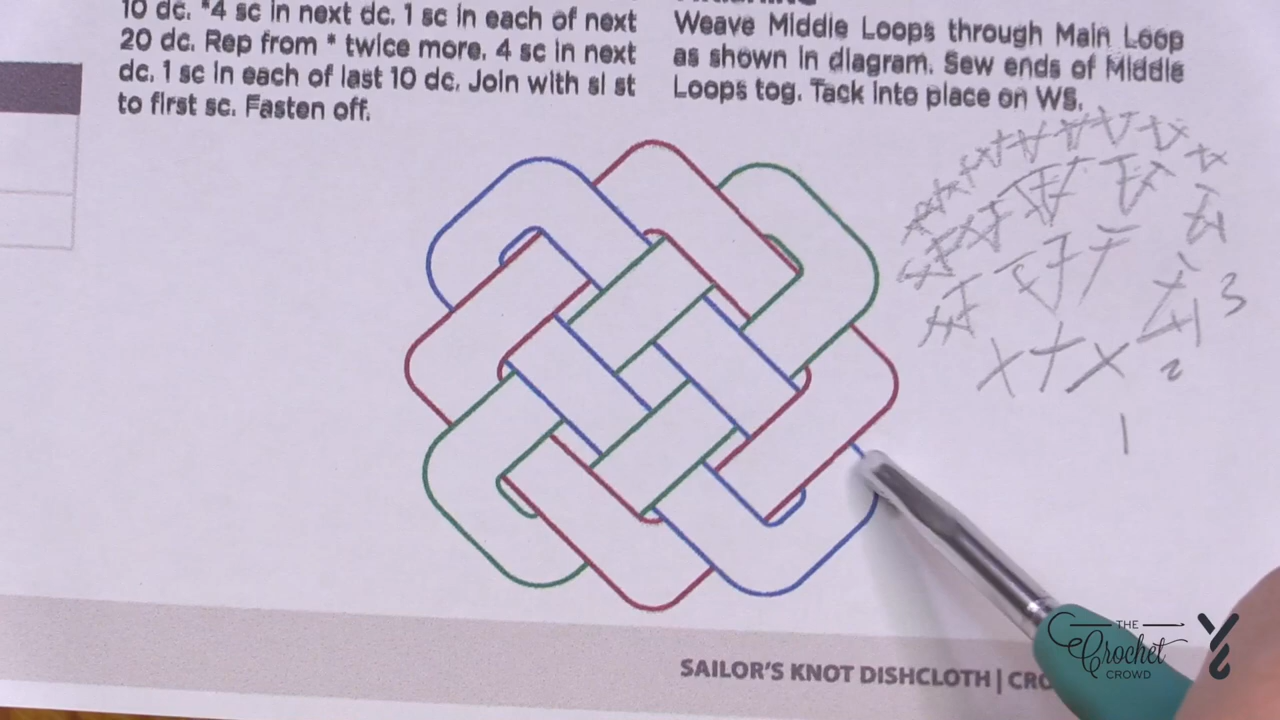 10 dc. *4 sc in next dc. 1 sc in each of next
20 dc. Rep from * twice more. 4 sc in next
dc. 1 sc in each of last 10 dc. Join with sl st
to first sc. Fasten off.
Weave Middle Loops through Main Loop
as shown in diagram. Sew ends of Middle
Loops tog. Tack into place on WS.
3
2
1
SAILOR'S KNOT DISHCLOTH | CRO
THE
Crochet
CROWD